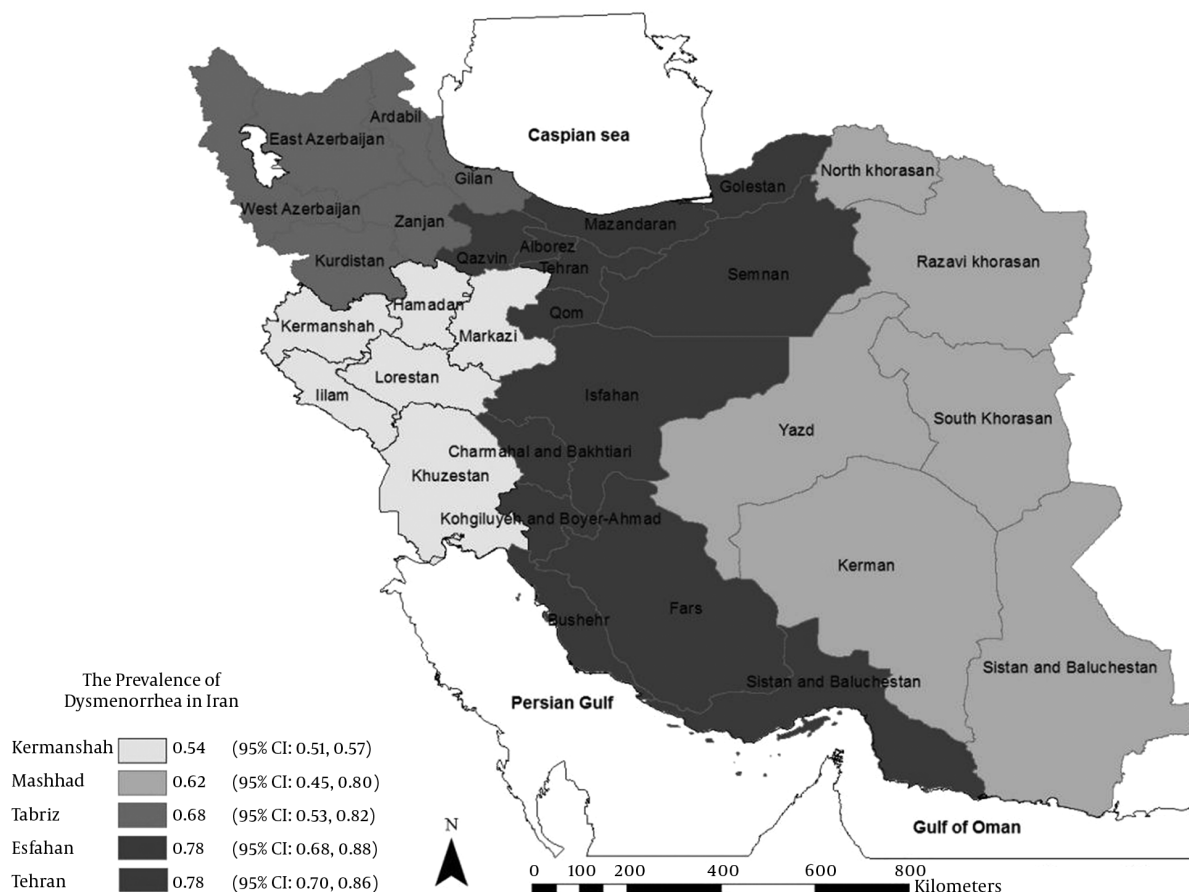 Caspian sea
Ardabil
East Azerbaijan
Gilan
West Azerbaijan
Zanjan
Kurdistan
Golestan
North khorasan
Mazandaran
Alborez
Qazvin
Tehran
Semnan
Razavi khorasan
Hamadan
Qom
Kermanshah
Markazi
Lorestan
Iilam
Isfahan
South Khorasan
Yazd
Charmahal and Bakhtiari
Khuzestan
Kohgiluyeh and Boyer-Ahmad
Kerman
Fars
Bushehr
Sistan and Baluchestan
Sistan and Baluchestan
Persian Gulf
Gulf of Oman
The Prevalence of
Dysmenorrhea in Iran
Kermanshah 0.54 (95% CI: 0.51, 0.57)
Mashhad 0.62 (95% CI: 0.45, 0.80)
Tabriz 0.68 (95% CI: 0.53, 0.82)
Esfahan 0.78 (95% CI: 0.68, 0.88)
Tehran 0.78 (95% CI: 0.70, 0.86)
N
0 100 200 400 600 800
Kilometers